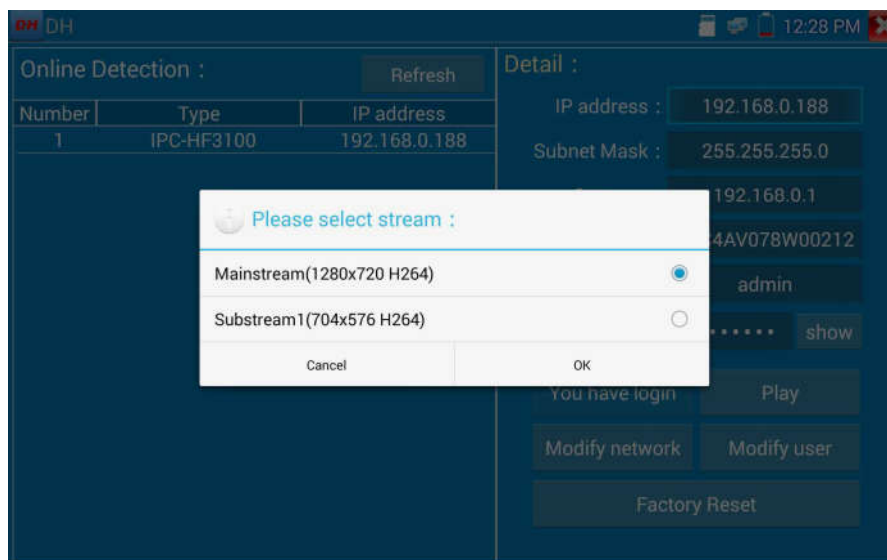 DH DH 12:28 PM
Online Detection :
Refresh
Number Type IP address
1 IPC-HF3100 192.168.0.188
Detail :
IP address : 192.168.0.188
Subnet Mask : 255.255.255.0
192.168.0.1
4AV078W00212
admin
show
You have login Play
Modify network Modify user
Factory Reset
Please select stream :
Mainstream(1280x720 H264)
Substream1(704x576 H264)
Cancel OK